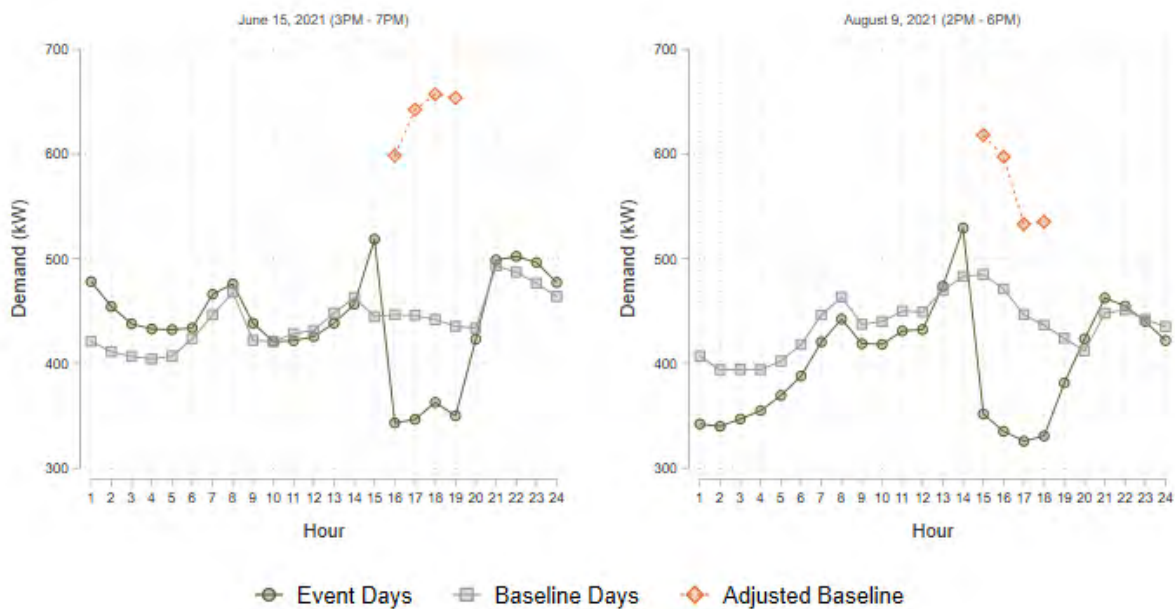 June 15, 2021 (3PM - 7PM)
700
600
500
400
300
Demand (kW)
1 2 3 4 5 6 7 8 9 10 11 12 13 14 15 16 17 18 19 20 21 22 23 24
Hour
August 9, 2021 (2PM - 6PM)
700
600
500
400
300
Demand (kW)
1 2 3 4 5 6 7 8 9 10 11 12 13 14 15 16 17 18 19 20 21 22 23 24
Hour
Event Days Baseline Days Adjusted Baseline